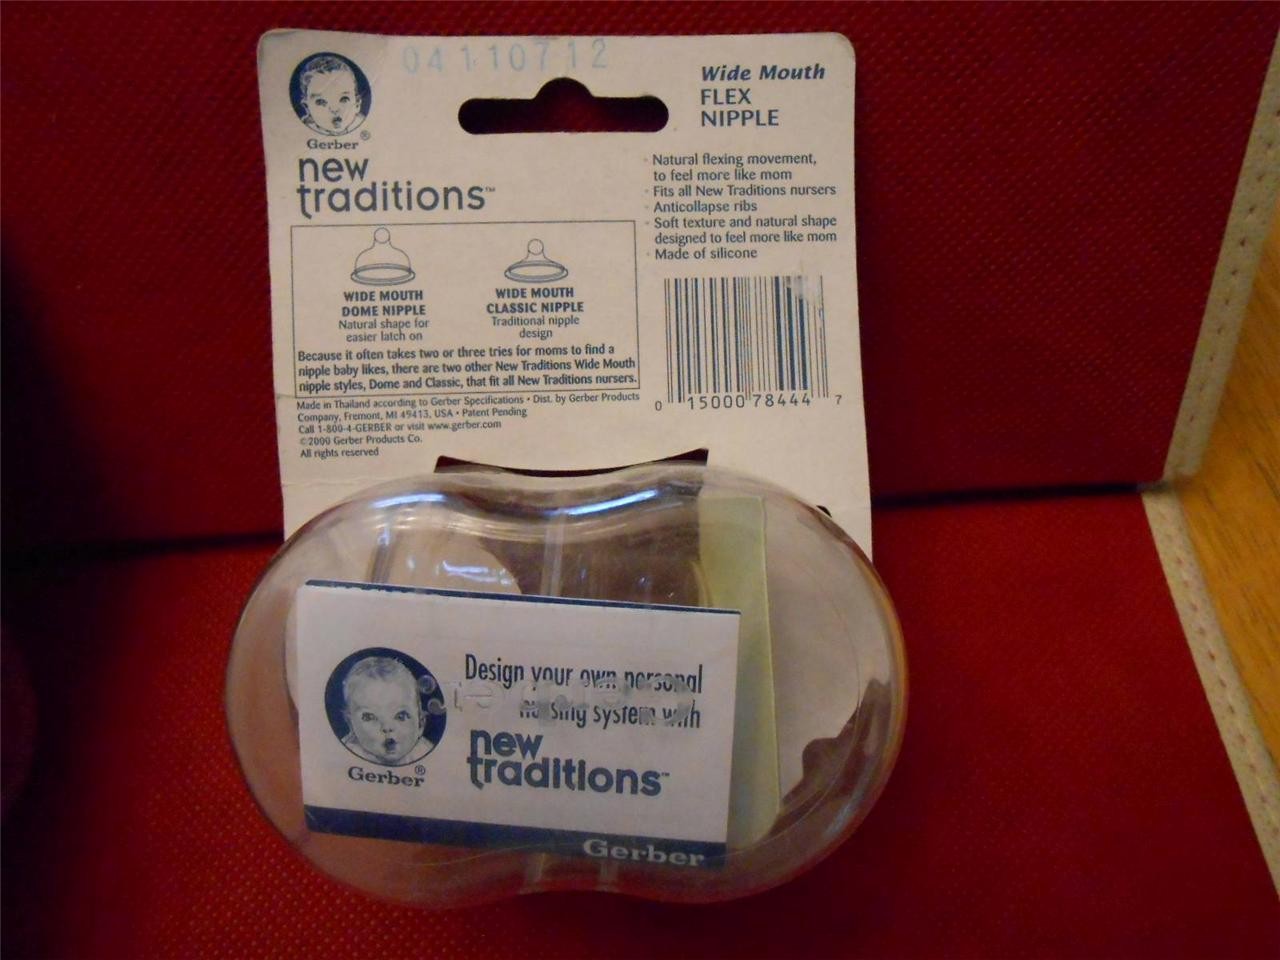 04110712
Gerber®
new
traditions™
Wide Mouth
FLEX
NIPPLE
· Natural flexing movement,
to feel more like mom
· Fits all New Traditions nursers
· Anticollapse ribs
· Soft texture and natural shape
designed to feel more like mom
· Made of silicone
WIDE MOUTH
DOME NIPPLE
Natural shape for
easier latch on
WIDE MOUTH
CLASSIC NIPPLE
Traditional nipple
design
Because it often takes two or three tries for moms to find a
nipple baby likes, there are two other New Traditions Wide Mouth
nipple styles, Dome and Classic, that fit all New Traditions nursers.
Made in Thailand according to Gerber Specifications • Dist. by Gerber Products
Company, Fremont, MI 49413, USA • Patent Pending
Call 1-800-4-GERBER or visit www.gerber.com
©2000 Gerber Products Co.
All rights reserved
0 15000 78444 7
Design your own personal
nursing system with
new
traditions™
Gerber®
Gerber
Gerber